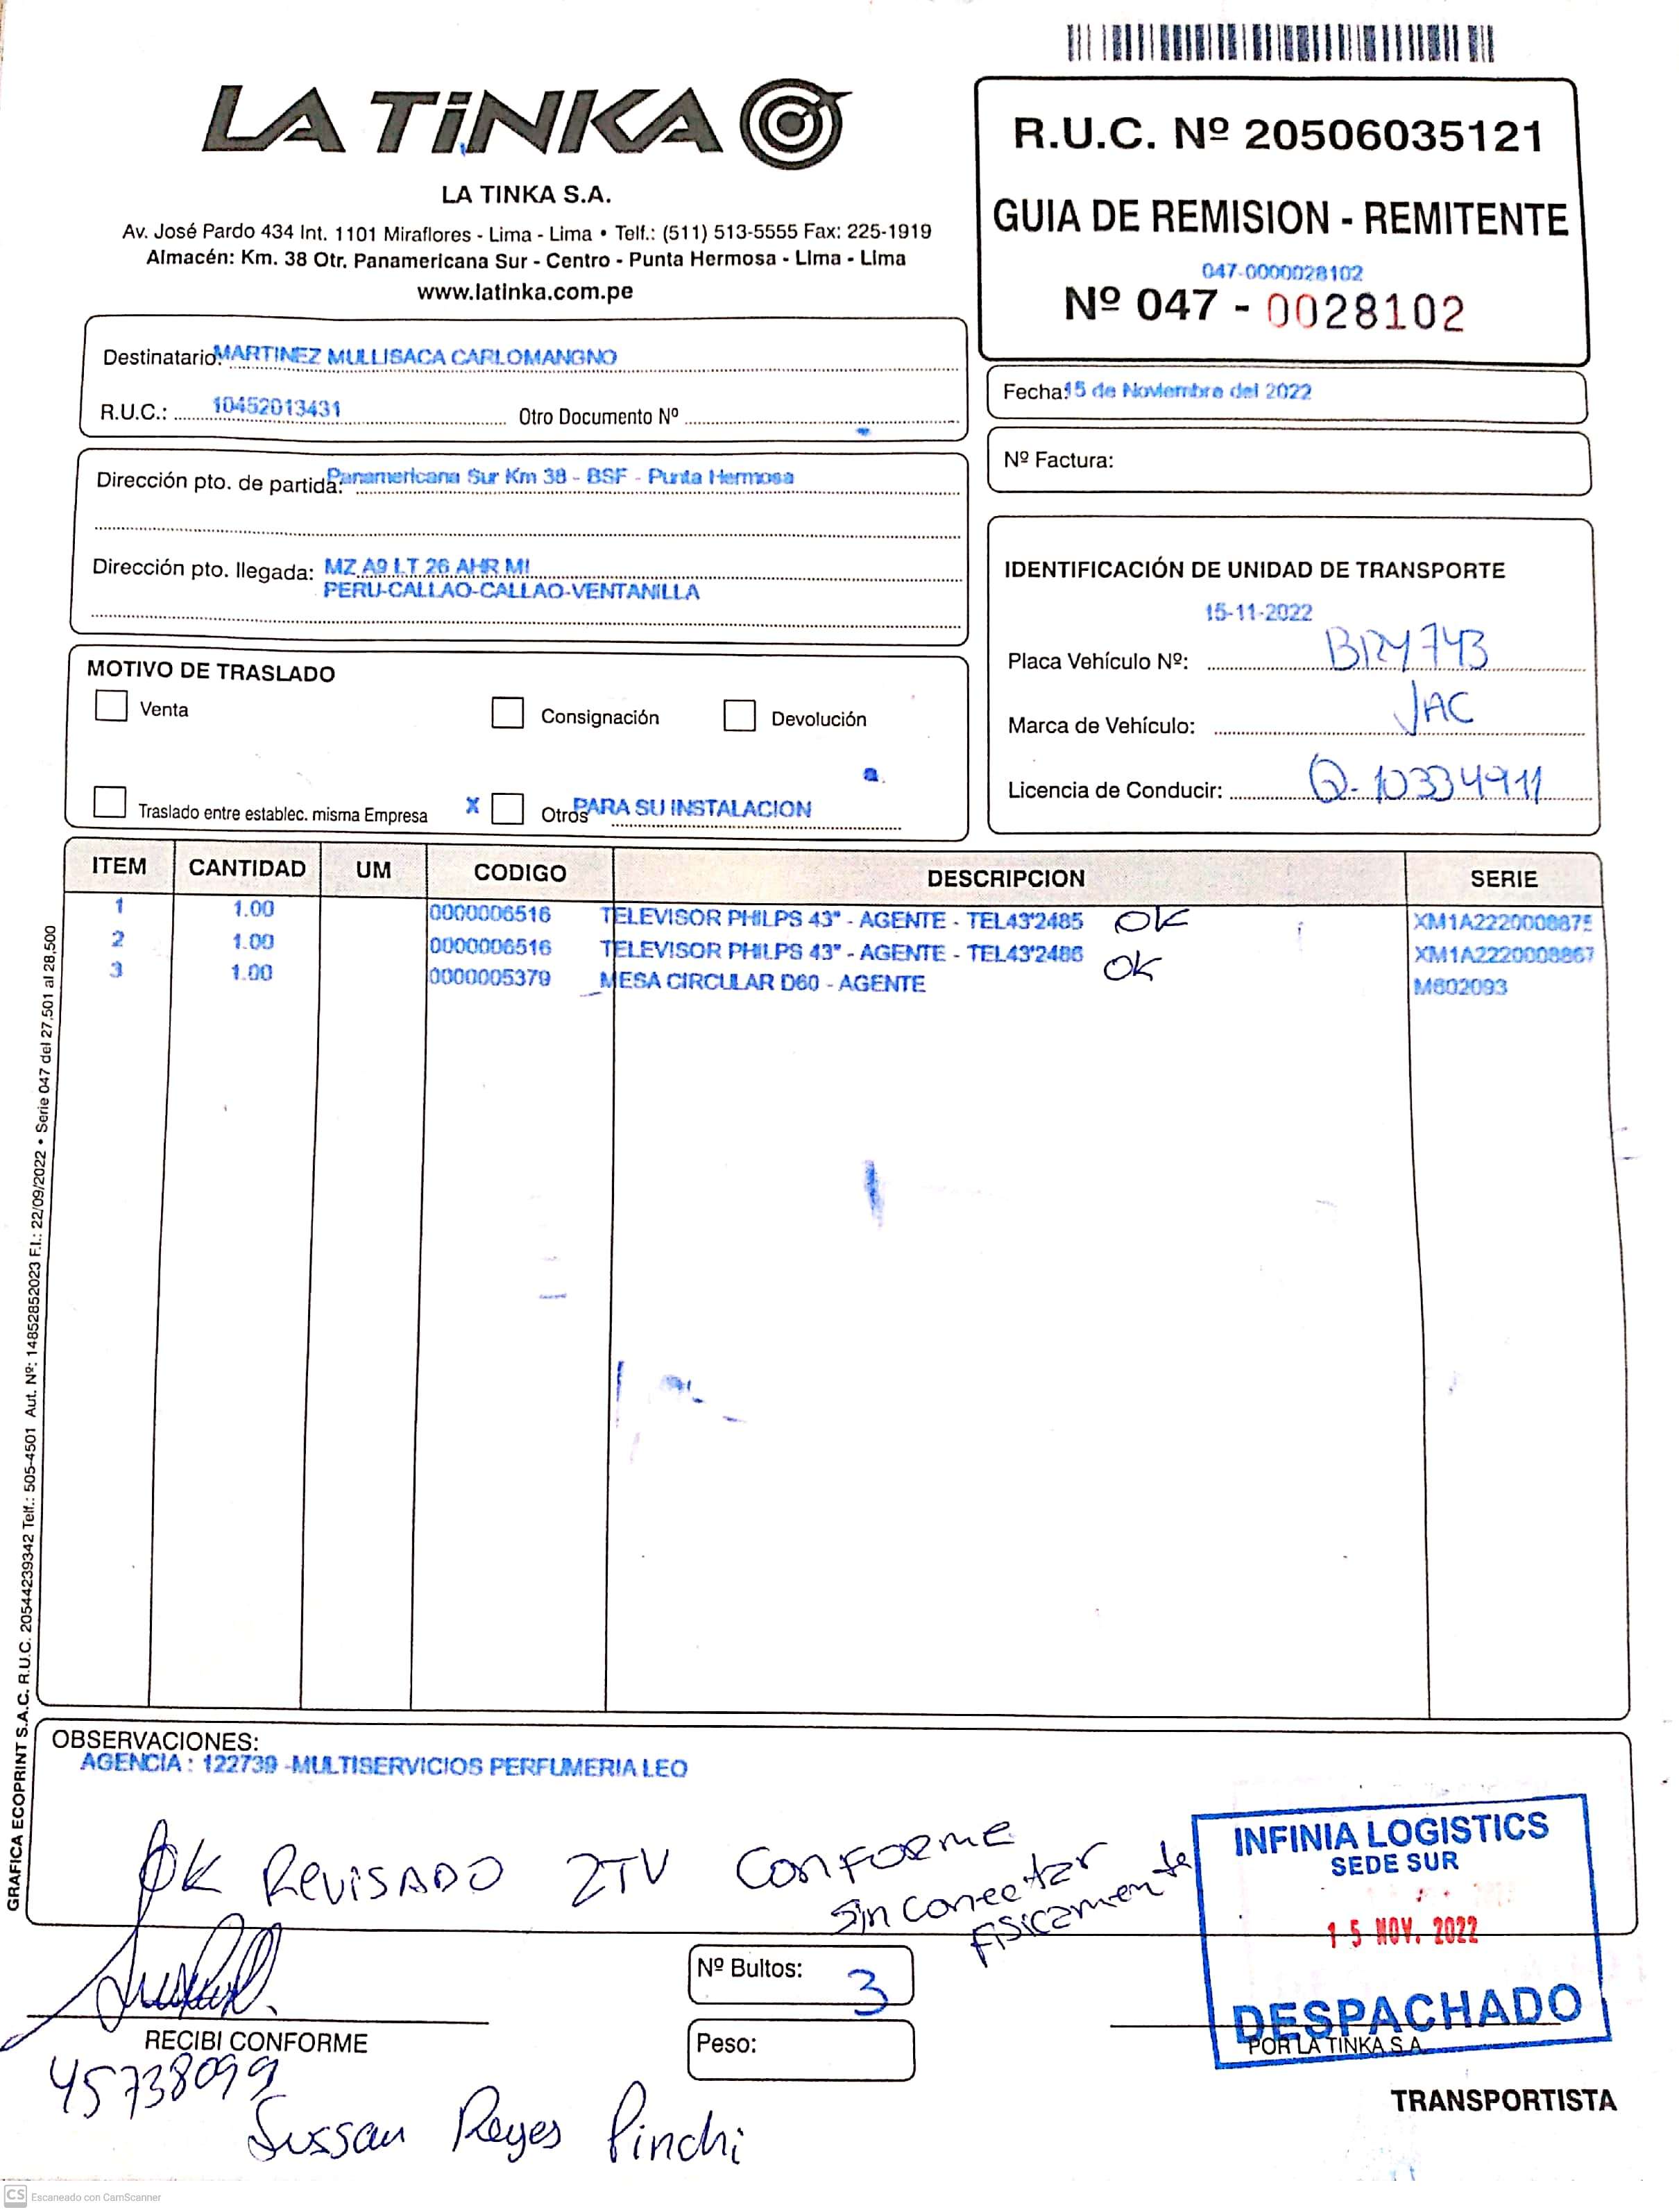 LA TiNKA
LA TINKA S.A.
Av. José Pardo 434 Int. 1101 Miraflores - Lima - Lima • Telf.: (511) 513-5555 Fax: 225-1919
Almacén: Km. 38 Otr. Panamericana Sur - Centro - Punta Hermosa - Lima - Lima
www.latinka.com.pe
R.U.C. Nº 20506035121
GUIA DE REMISION - REMITENTE
047-0000028102
Nº 047 - 0028102
Destinatario: MARTINEZ MULLISACA CARLOMANGNO
R.U.C.: 10452013431 Otro Documento Nº
Fecha: 15 de Noviembre del 2022
Nº Factura:
Dirección pto. de partida: Panamericana Sur Km 38 - BSF - Punta Hermosa
Dirección pto. llegada: MZ A9 LT 26 AHR MI
PERU-CALLAO-CALLAO-VENTANILLA
IDENTIFICACIÓN DE UNIDAD DE TRANSPORTE
15-11-2022
Placa Vehículo Nº: BRY743
Marca de Vehículo: JAC
Licencia de Conducir: Q-10334911
MOTIVO DE TRASLADO
Venta Consignación Devolución
Traslado entre establec. misma Empresa X Otros PARA SU INSTALACION
ITEM CANTIDAD UM CODIGO DESCRIPCION SERIE
1 1.00 0000006516 TELEVISOR PHILPS 43" - AGENTE - TEL43'2485 OK XM1A2220008875
2 1.00 0000006516 TELEVISOR PHILPS 43" - AGENTE - TEL43'2486 OK XM1A2220008867
3 1.00 0000005379 MESA CIRCULAR D60 - AGENTE M602093
GRAFICA ECOPRINT S.A.C. R.U.C. 20544239342 Telf.: 505-4501 Aut. Nº: 14852852023 F.I.: 22/09/2022 • Serie 047 del 27,501 al 28,500
OBSERVACIONES:
AGENCIA : 122739 -MULTISERVICIOS PERFUMERIA LEO
OK REVISADO 2TV CONFORME
sin conectar
fisicamente
INFINIA LOGISTICS
SEDE SUR
15 NOV. 2022
DESPACHADO
Nº Bultos: 3
Peso:
RECIBI CONFORME
45738099
Sussan Reyes Pinchi
POR LA TINKA S.A.
TRANSPORTISTA
CS Escaneado con CamScanner